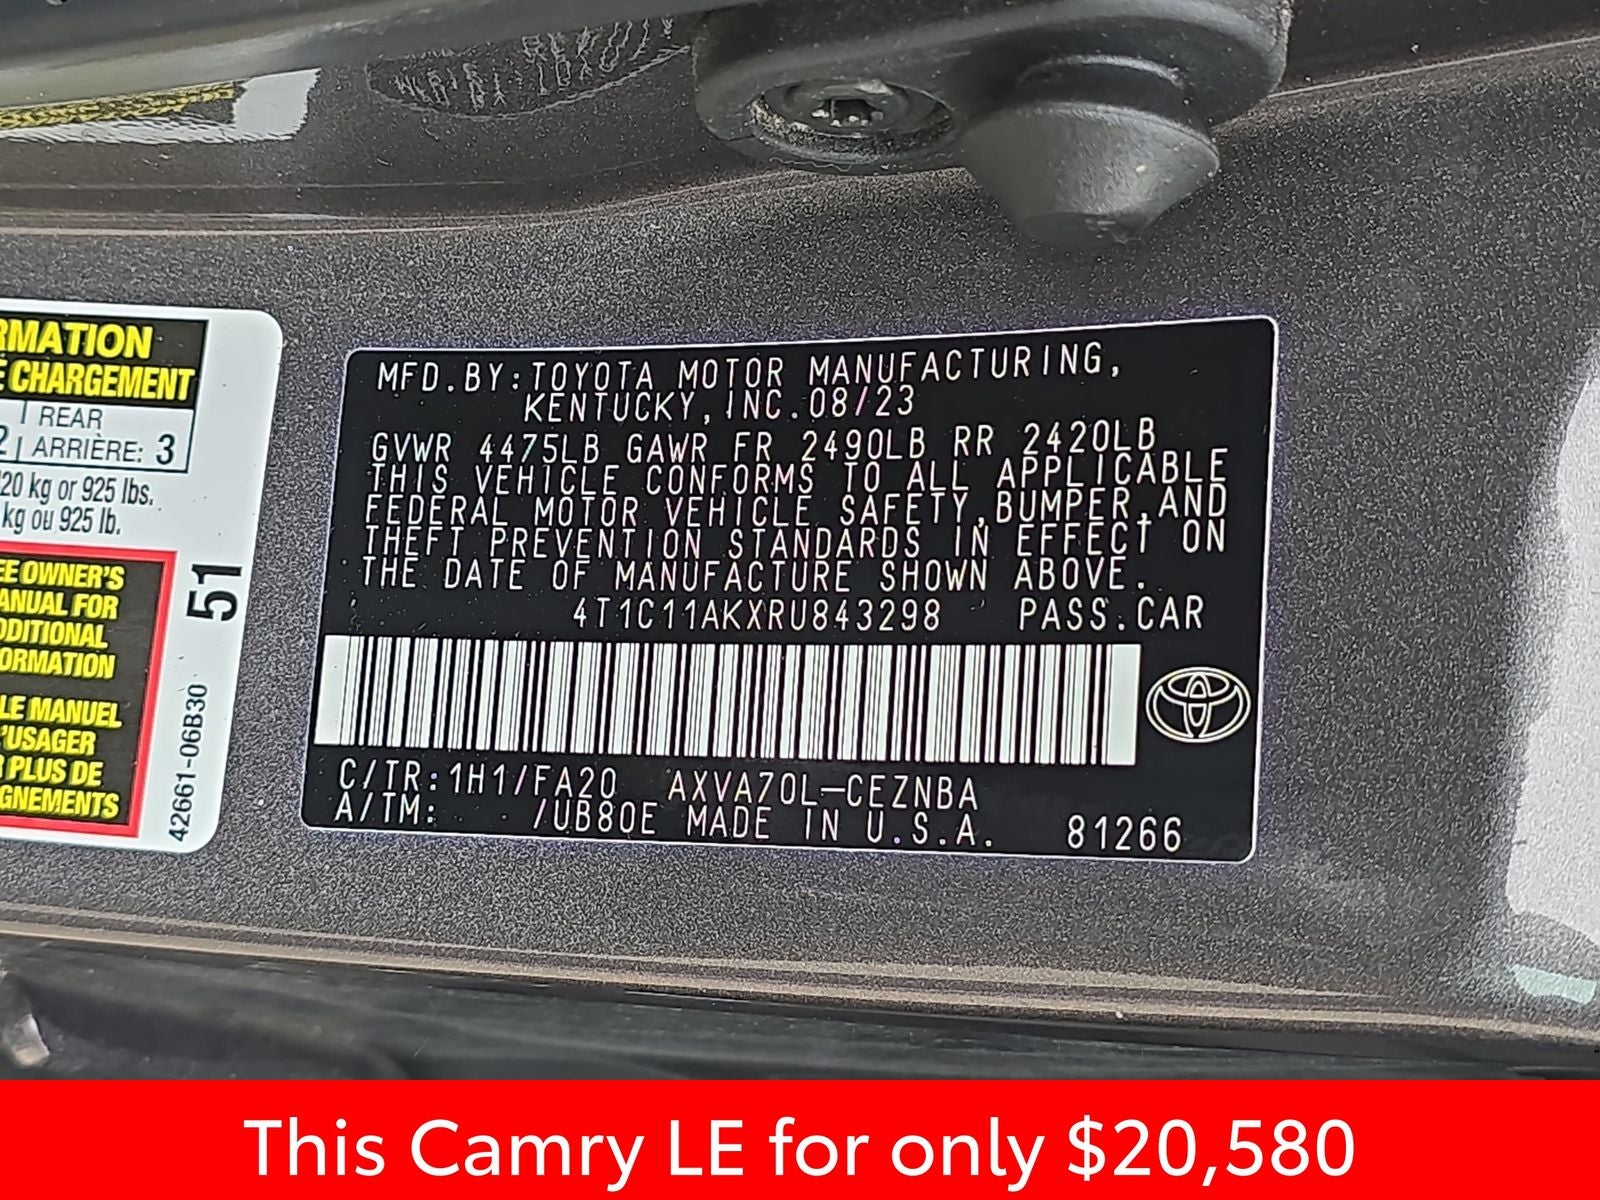 RMATION
E CHARGEMENT
REAR
2 ARRIÈRE: 3
20 kg or 925 lbs.
kg ou 925 lb.
EE OWNER'S
ANUAL FOR
DDITIONAL
ORMATION
LE MANUEL
'USAGER
R PLUS DE
GNEMENTS
51
42661-06B30
MFD.BY:TOYOTA MOTOR MANUFACTURING,
KENTUCKY,INC.08/23
GVWR 4475LB GAWR FR 2490LB RR 2420LB
THIS VEHICLE CONFORMS TO ALL APPLICABLE
FEDERAL MOTOR VEHICLE SAFETY,BUMPER,AND
THEFT PREVENTION STANDARDS IN EFFECT ON
THE DATE OF MANUFACTURE SHOWN ABOVE.
4T1C11AKXRU843298 PASS.CAR
C/TR:1H1/FA20 AXVA70L-CEZNBA
A/TM: /UB80E MADE IN U.S.A. 81266
This Camry LE for only $20,580